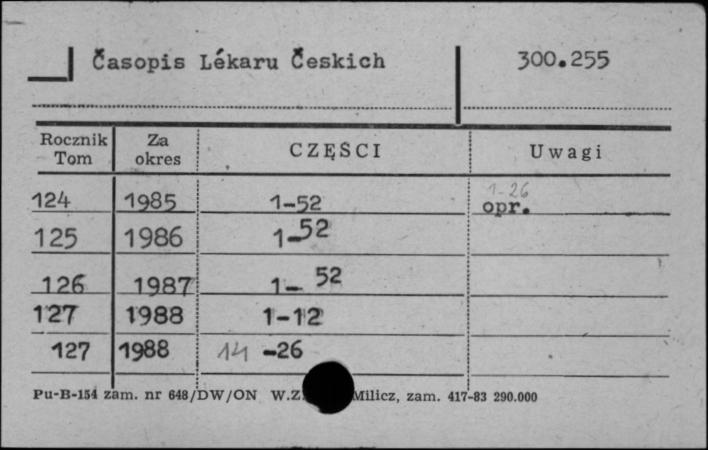 Časopis Lékaru Českich 300.255
Rocznik Tom Za okres CZĘŚCI Uwagi
124 1985 1-52 1-26 opr.
125 1986 1-52
126 1987 1-52
127 1988 1-12
127 1988 14-26
Pu-B-154 zam. nr 648/DW/ON W.Z. Milicz, zam. 417-83 290.000